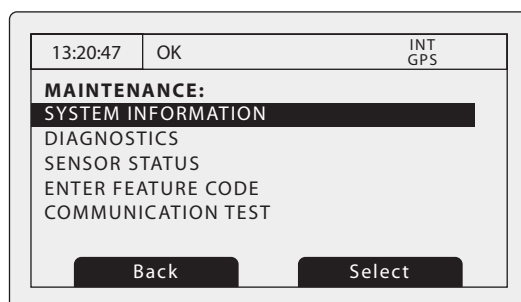 13:20:47 OK INT
GPS
MAINTENANCE:
SYSTEM INFORMATION
DIAGNOSTICS
SENSOR STATUS
ENTER FEATURE CODE
COMMUNICATION TEST
Back Select